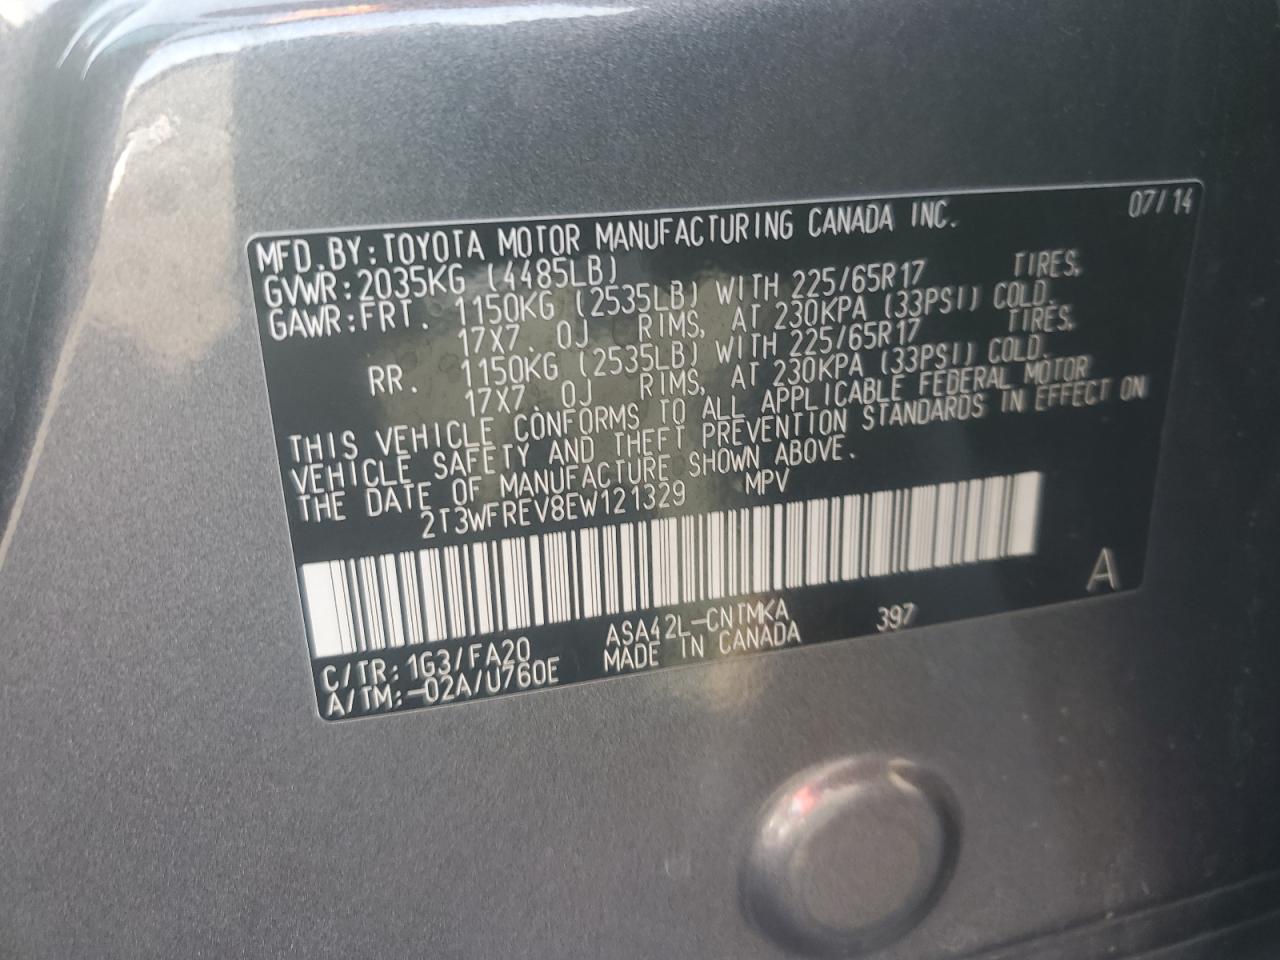 07/14
MFD.BY:TOYOTA MOTOR MANUFACTURING CANADA INC.
GVWR:2035KG (4485LB)
GAWR:FRT. 1150KG (2535LB) WITH 225/65R17 TIRES,
17X7.0J RIMS, AT 230KPA (33PSI) COLD.
RR. 1150KG (2535LB) WITH 225/65R17 TIRES,
17X7.0J RIMS, AT 230KPA (33PSI) COLD.
THIS VEHICLE CONFORMS TO ALL APPLICABLE FEDERAL MOTOR
VEHICLE SAFETY AND THEFT PREVENTION STANDARDS IN EFFECT ON
THE DATE OF MANUFACTURE SHOWN ABOVE.
2T3WFREV8EW121329 MPV
A
C/TR:1G3/FA20 ASA42L-CNTMKA 397
A/TM:-02A/U760E MADE IN CANADA